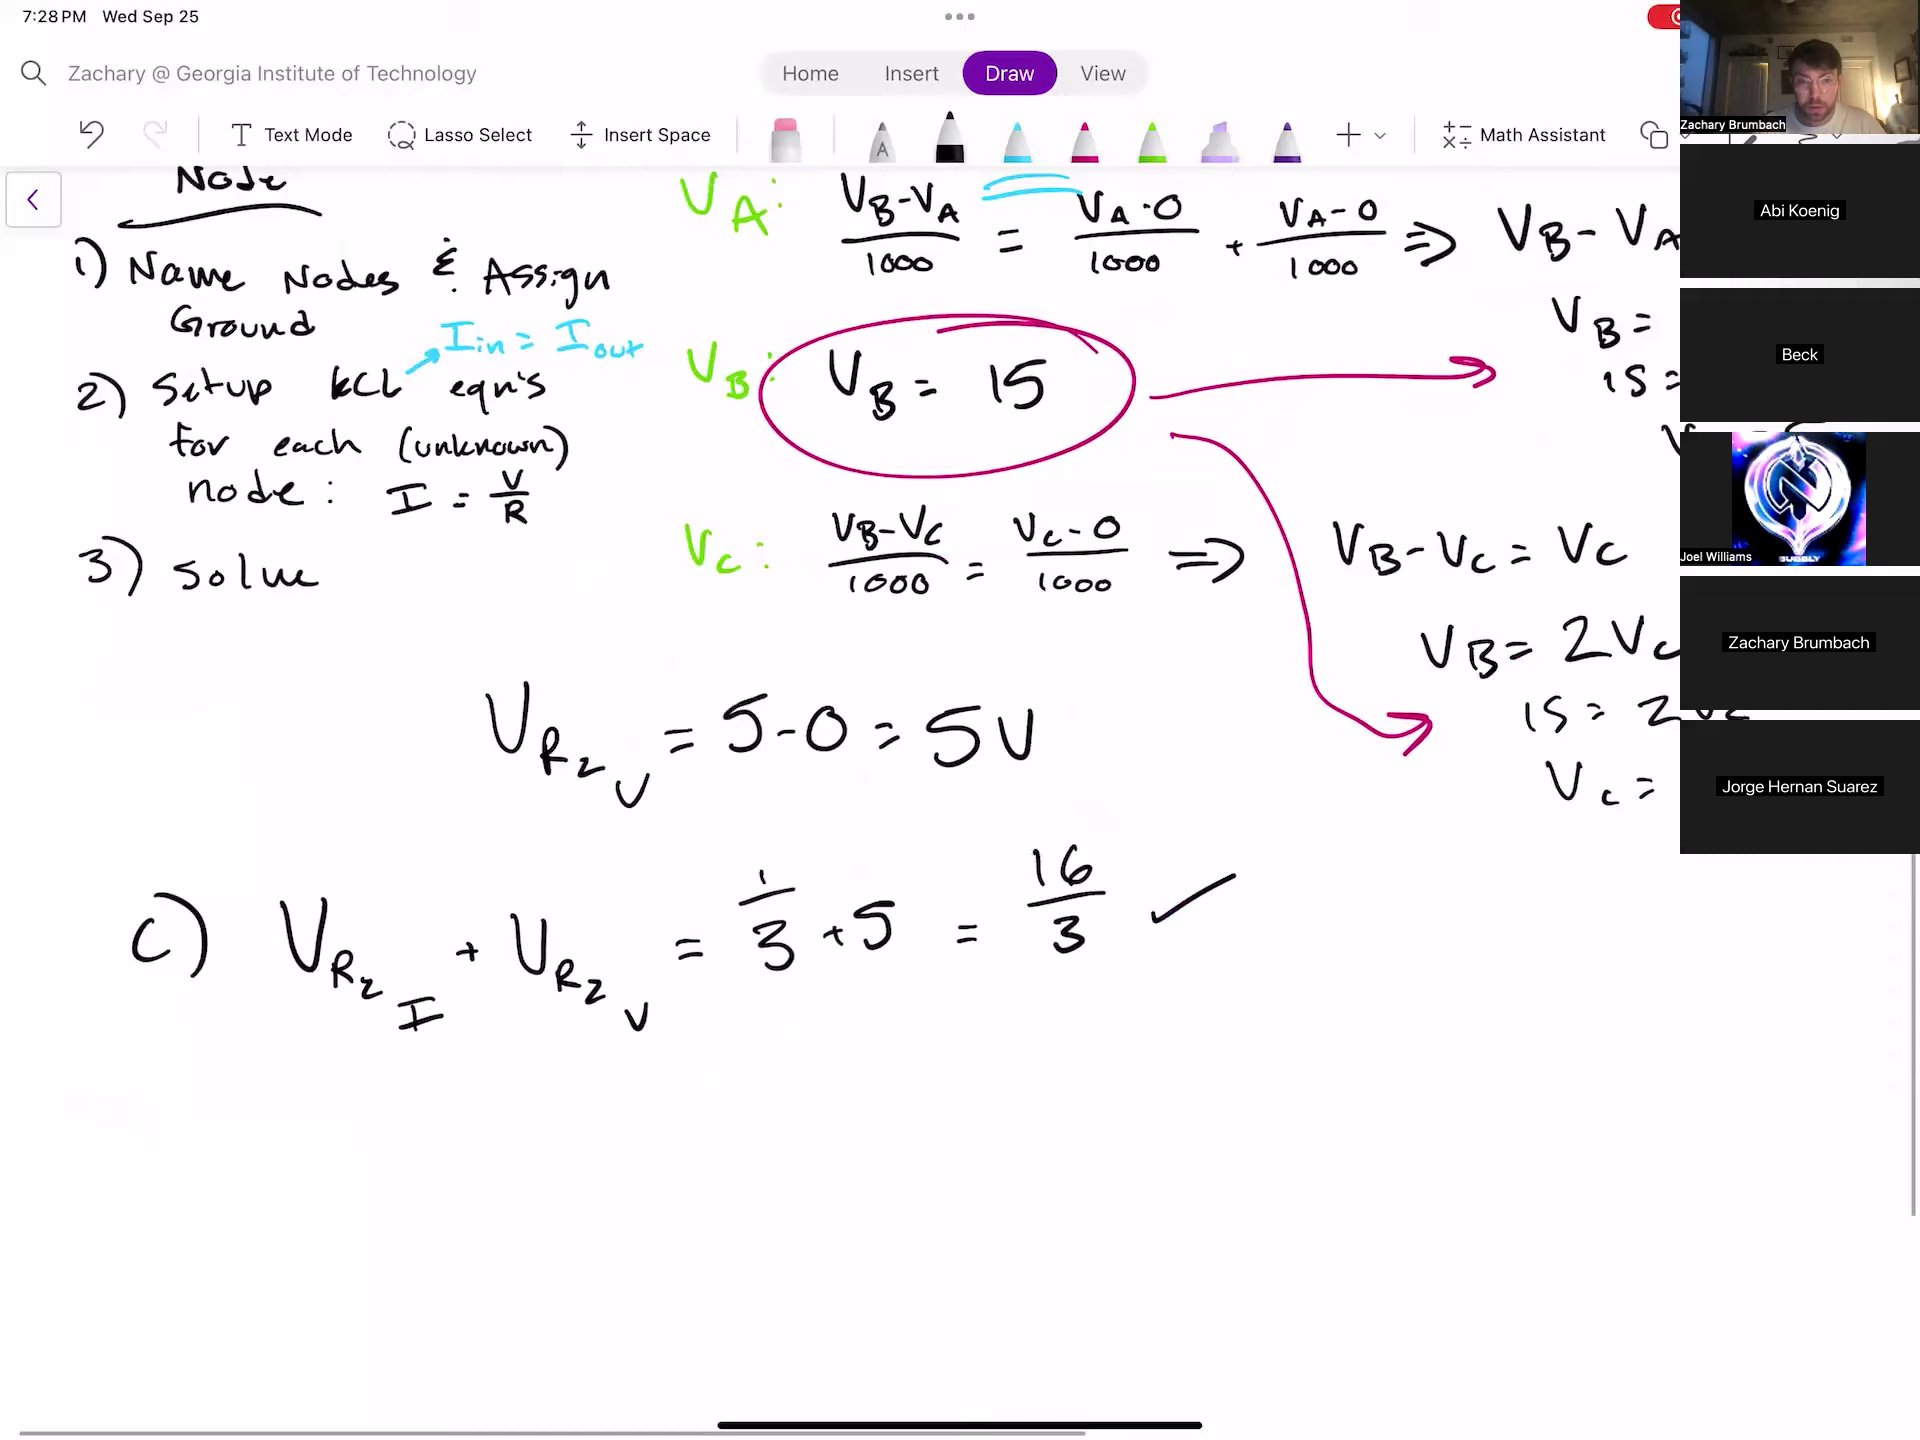 7:28 PM Wed Sep 25
Zachary @ Georgia Institute of Technology
Home Insert Draw View
Text Mode Lasso Select Insert Space Math Assistant
Node
1) Name Nodes & Assign
Ground
Iin = Iout
2) Setup KCL eqn's
for each (unknown)
node: I = V/R
3) solve
VA: (VB-VA)/1000 = (VA-0)/1000 + (VA-0)/1000 => VB - VA
VB =
15 =
VB: VB = 15
VC: (VB-VC)/1000 = (VC-0)/1000 => VB-VC = VC
VB = 2VC
15 = 2VC
VC =
VR2V = 5-0 = 5V
C) VR2I + VR2V = 1/3 + 5 = 16/3 ✓
Zachary Brumbach
Abi Koenig
Beck
Joel Williams
Zachary Brumbach
Jorge Hernan Suarez